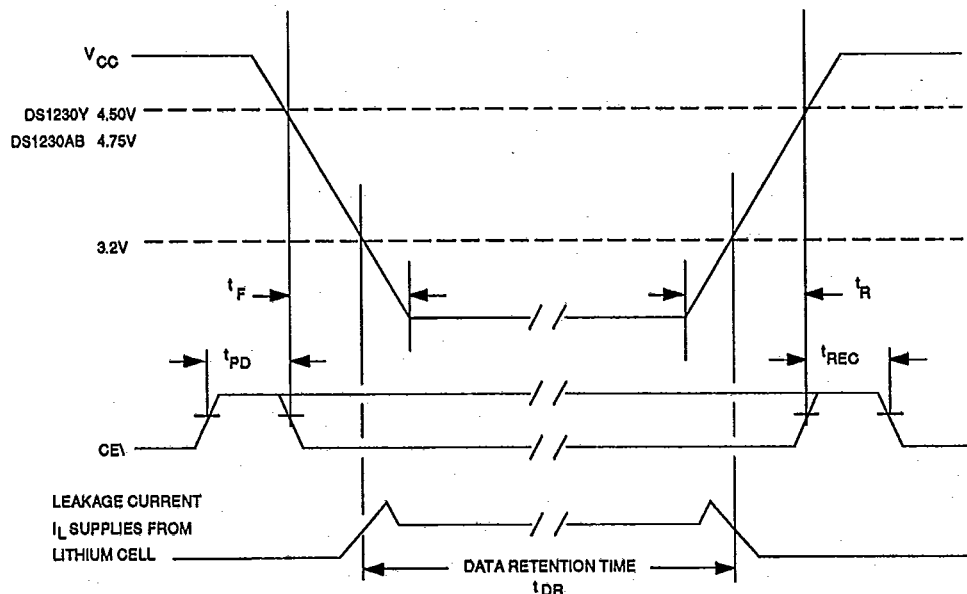 VCC
DS1230Y 4.50V
DS1230AB 4.75V
3.2V
tF
tR
tPD
tREC
CE\
LEAKAGE CURRENT
IL SUPPLIES FROM
LITHIUM CELL
DATA RETENTION TIME
tDR